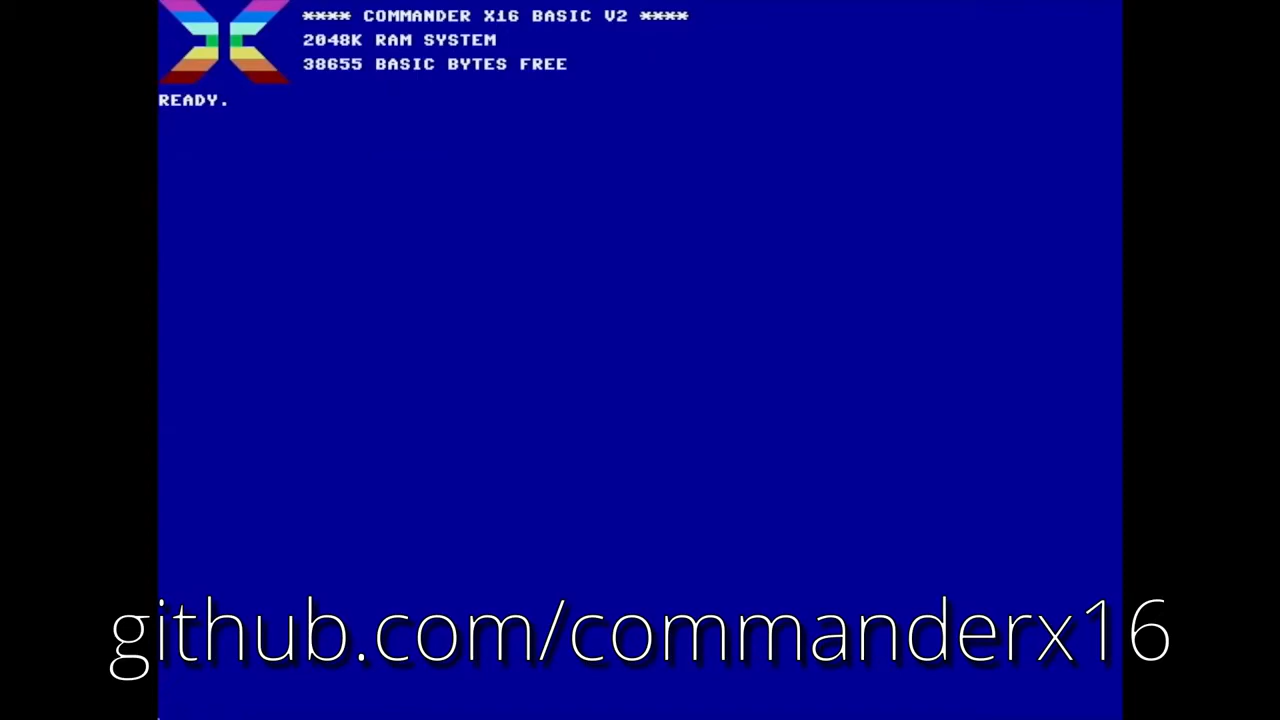 **** COMMANDER X16 BASIC V2 ****
2048K RAM SYSTEM
38655 BASIC BYTES FREE
READY.
github.com/commanderx16